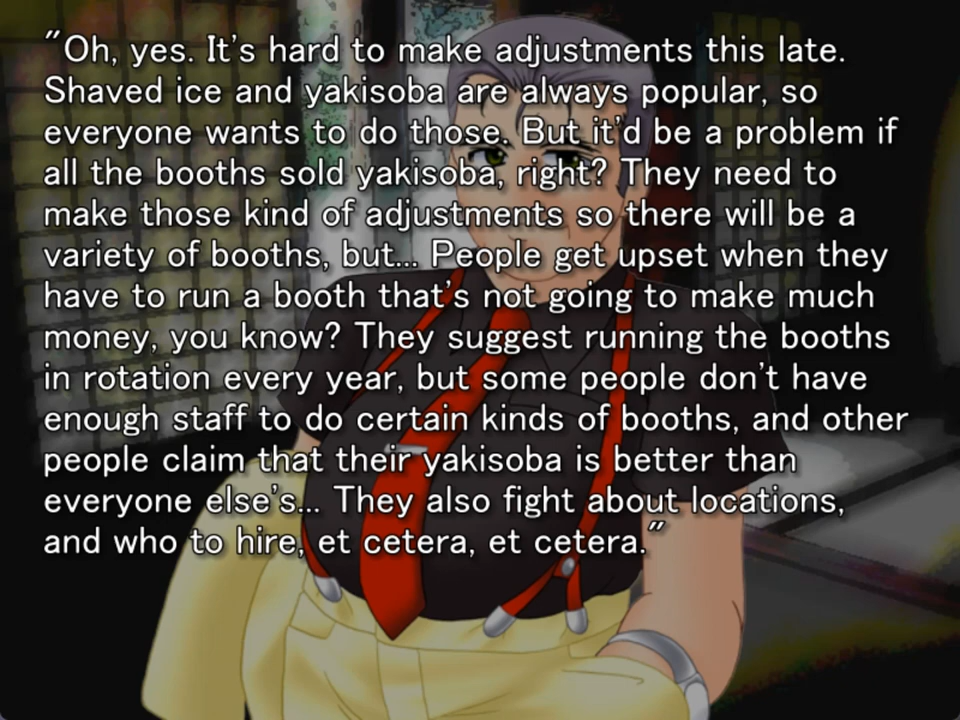 "Oh, yes. It's hard to make adjustments this late.
Shaved ice and yakisoba are always popular, so
everyone wants to do those. But it'd be a problem if
all the booths sold yakisoba, right? They need to
make those kind of adjustments so there will be a
variety of booths, but... People get upset when they
have to run a booth that's not going to make much
money, you know? They suggest running the booths
in rotation every year, but some people don't have
enough staff to do certain kinds of booths, and other
people claim that their yakisoba is better than
everyone else's... They also fight about locations,
and who to hire, et cetera, et cetera."